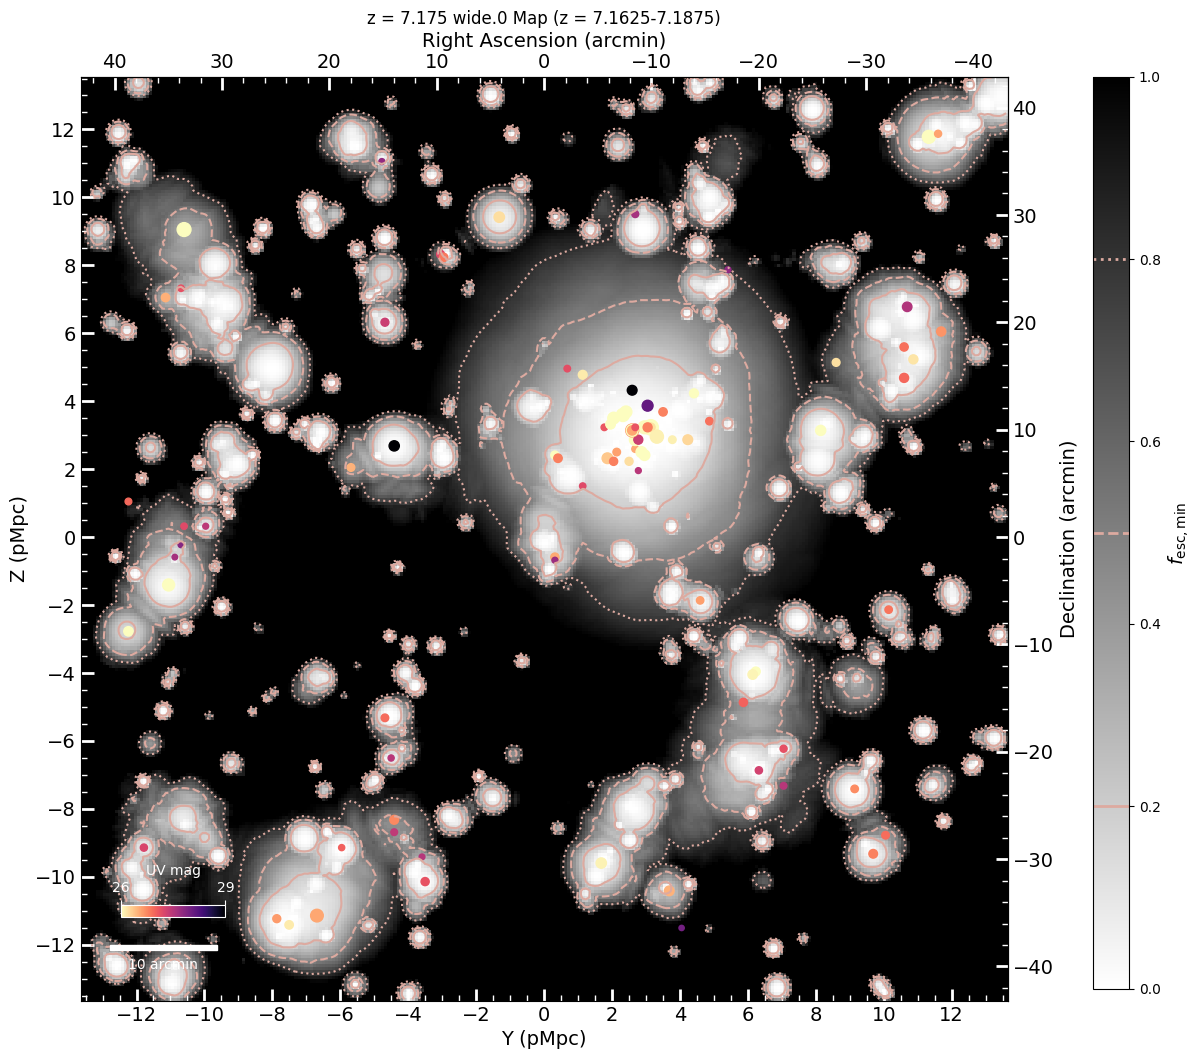 z = 7.175 wide.0 Map (z = 7.1625-7.1875)
Right Ascension (arcmin)
40 30 20 10 0 −10 −20 −30 −40
12
10
8
6
4
2
0
−2
−4
−6
−8
−10
−12
Z (pMpc)
40
30
20
10
0
−10
−20
−30
−40
Declination (arcmin)
1.0
0.8
0.6
0.4
0.2
0.0
fesc,min
UV mag
26 29
10 arcmin
−12 −10 −8 −6 −4 −2 0 2 4 6 8 10 12
Y (pMpc)